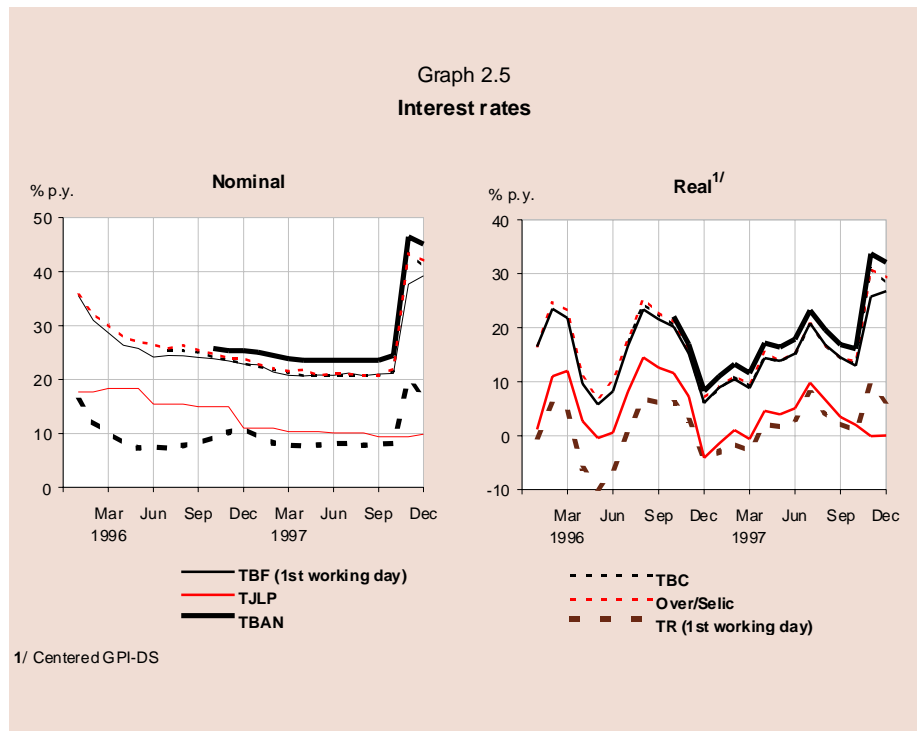 Graph 2.5
Interest rates
Nominal
% p.y.
50
40
30
20
10
0
Mar Jun Sep Dec Mar Jun Sep Dec
1996 1997
Real1/
% p.y.
40
30
20
10
0
-10
Mar Jun Sep Dec Mar Jun Sep Dec
1996 1997
TBF (1st working day)
TJLP
TBAN
TBC
Over/Selic
TR (1st working day)
1/ Centered GPI-DS